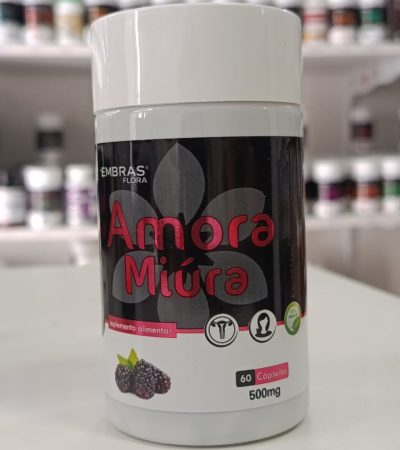 EMBRAS®
FLORA
Amora
Miúra
suplemento alimentar
60 Cápsulas
500mg